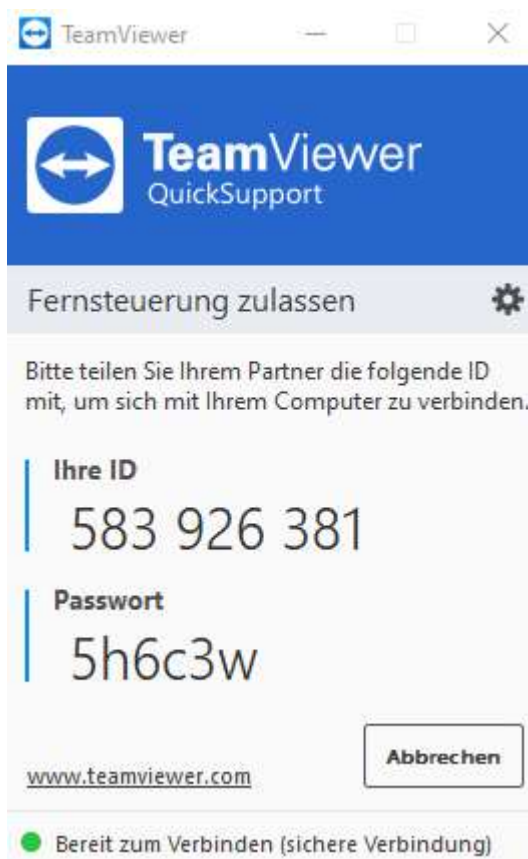 TeamViewer
TeamViewer
QuickSupport
Fernsteuerung zulassen
Bitte teilen Sie Ihrem Partner die folgende ID
mit, um sich mit Ihrem Computer zu verbinden.
Ihre ID
583 926 381
Passwort
5h6c3w
Abbrechen
www.teamviewer.com
Bereit zum Verbinden (sichere Verbindung)